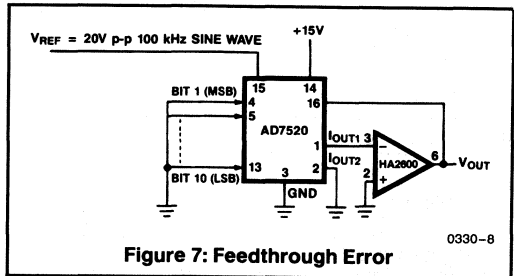 VREF = 20V p-p 100 kHz SINE WAVE
+15V
BIT 1 (MSB)
15
14
4
16
5
AD7520
1
IOUT1
3
−
6
VOUT
HA2600
BIT 10 (LSB)
13
3
2
IOUT2
2
+
GND
0330–8
Figure 7: Feedthrough Error